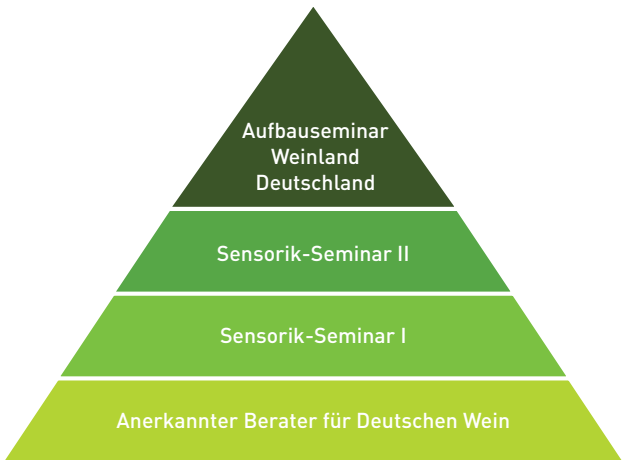 Aufbauseminar
Weinland
Deutschland
Sensorik-Seminar II
Sensorik-Seminar I
Anerkannter Berater für Deutschen Wein